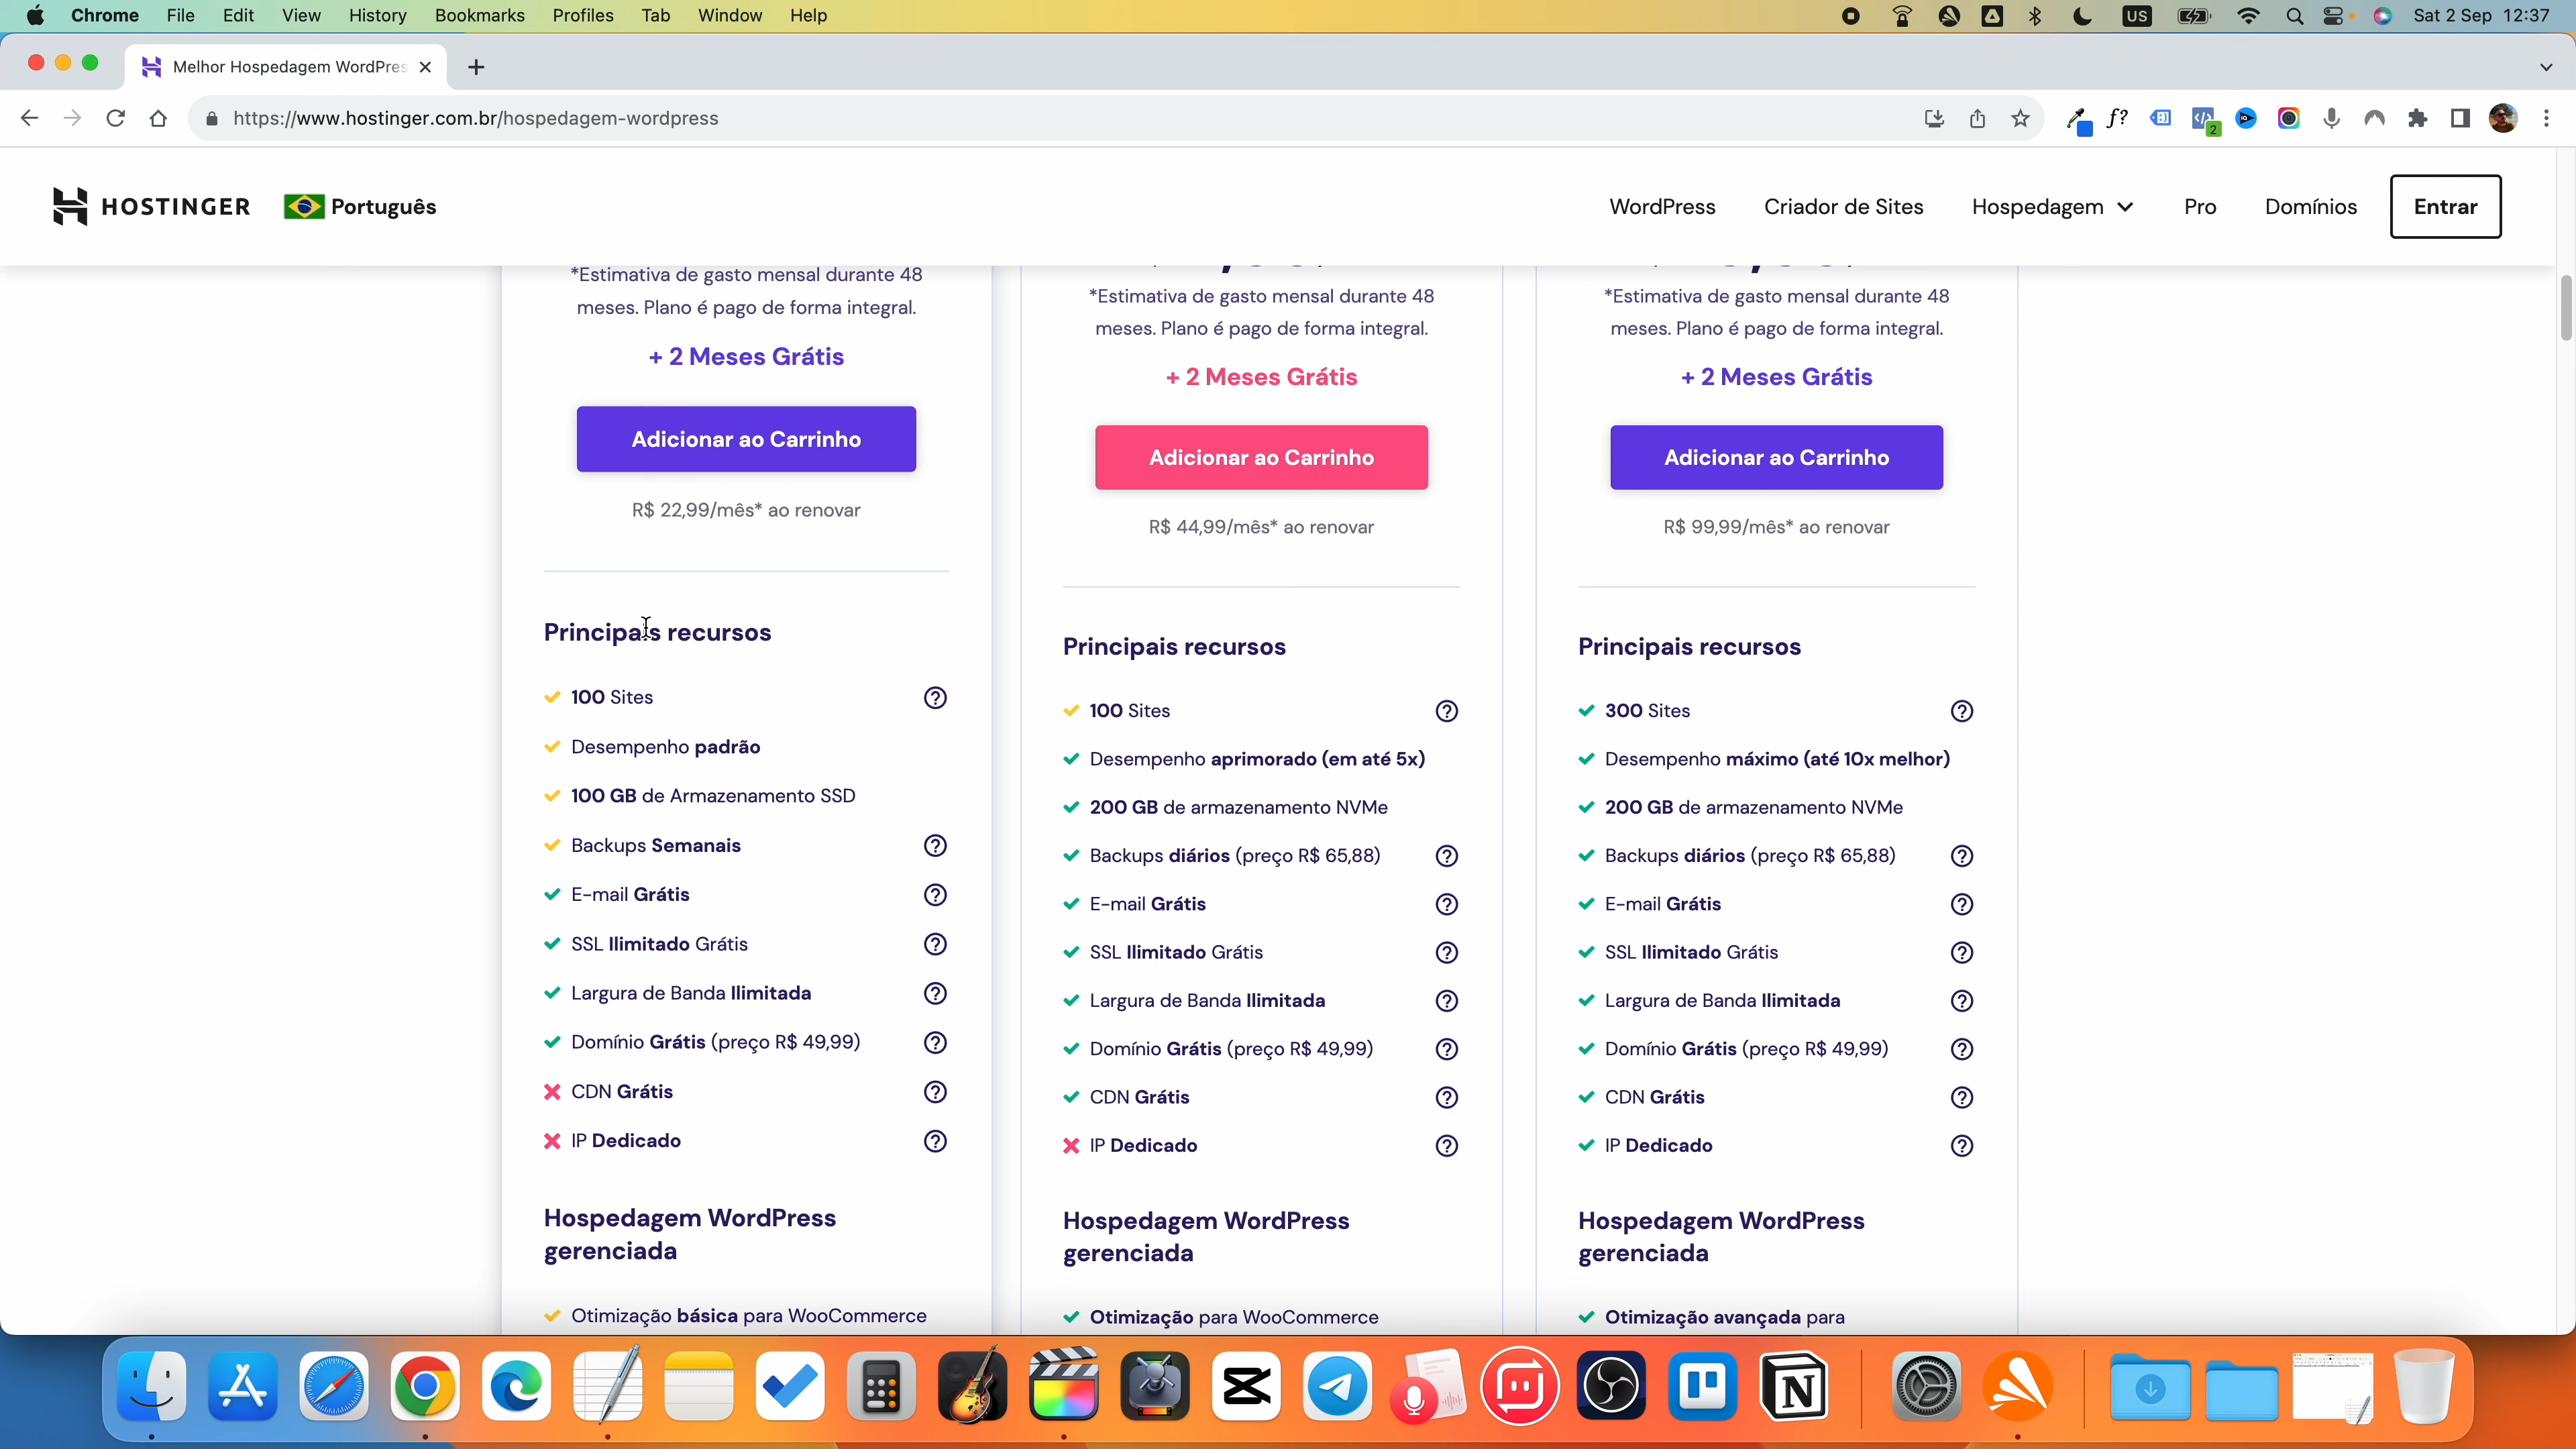 Chrome File Edit View History Bookmarks Profiles Tab Window Help
US
Sat 2 Sep 12:37
Melhor Hospedagem WordPres
https://www.hostinger.com.br/hospedagem-wordpress
f?
2
HOSTINGER
Português
WordPress
Criador de Sites
Hospedagem
Pro
Domínios
Entrar
*Estimativa de gasto mensal durante 48
meses. Plano é pago de forma integral.
+ 2 Meses Grátis
Adicionar ao Carrinho
R$ 22,99/mês* ao renovar
Principais recursos
100 Sites
Desempenho padrão
100 GB de Armazenamento SSD
Backups Semanais
E-mail Grátis
SSL Ilimitado Grátis
Largura de Banda Ilimitada
Domínio Grátis (preço R$ 49,99)
CDN Grátis
IP Dedicado
Hospedagem WordPress
gerenciada
Otimização básica para WooCommerce
*Estimativa de gasto mensal durante 48
meses. Plano é pago de forma integral.
+ 2 Meses Grátis
Adicionar ao Carrinho
R$ 44,99/mês* ao renovar
Principais recursos
100 Sites
Desempenho aprimorado (em até 5x)
200 GB de armazenamento NVMe
Backups diários (preço R$ 65,88)
E-mail Grátis
SSL Ilimitado Grátis
Largura de Banda Ilimitada
Domínio Grátis (preço R$ 49,99)
CDN Grátis
IP Dedicado
Hospedagem WordPress
gerenciada
Otimização para WooCommerce
*Estimativa de gasto mensal durante 48
meses. Plano é pago de forma integral.
+ 2 Meses Grátis
Adicionar ao Carrinho
R$ 99,99/mês* ao renovar
Principais recursos
300 Sites
Desempenho máximo (até 10x melhor)
200 GB de armazenamento NVMe
Backups diários (preço R$ 65,88)
E-mail Grátis
SSL Ilimitado Grátis
Largura de Banda Ilimitada
Domínio Grátis (preço R$ 49,99)
CDN Grátis
IP Dedicado
Hospedagem WordPress
gerenciada
Otimização avançada para